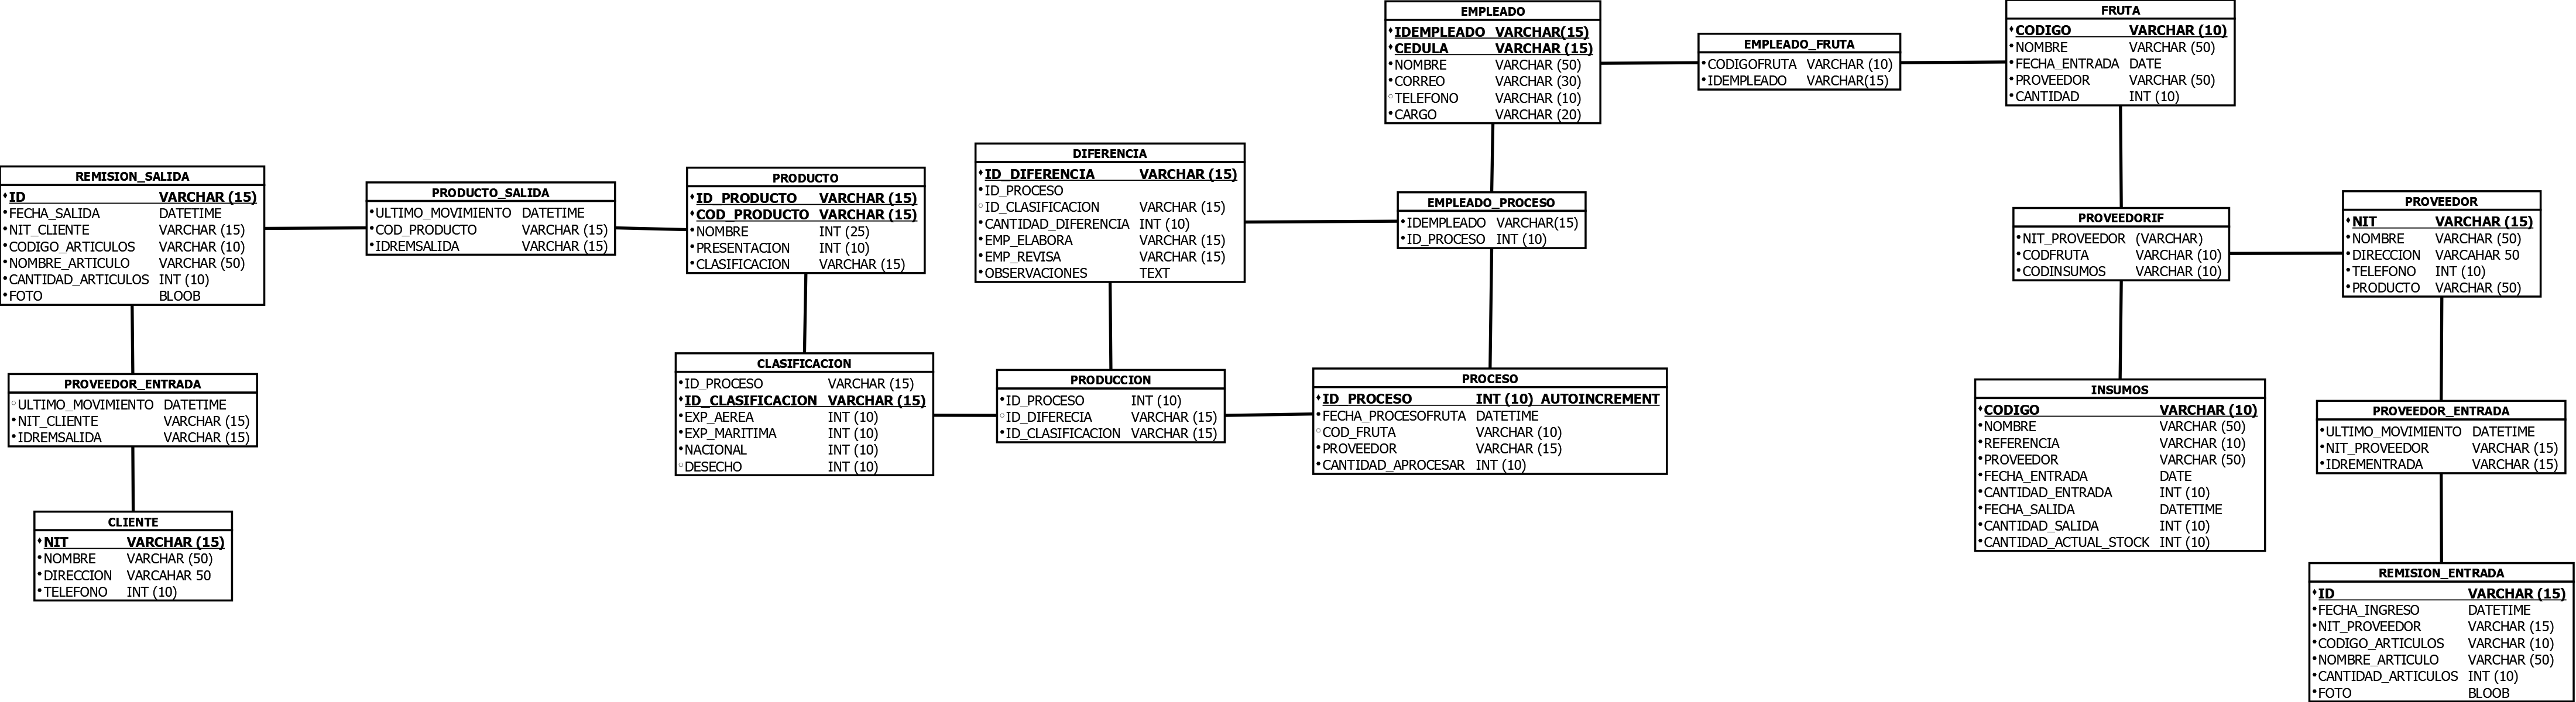 EMPLEADO
IDEMPLEADO VARCHAR(15)
CEDULA VARCHAR (15)
NOMBRE VARCHAR (50)
CORREO VARCHAR (30)
TELEFONO VARCHAR (10)
CARGO VARCHAR (20)
EMPLEADO_FRUTA
CODIGOFRUTA VARCHAR (10)
IDEMPLEADO VARCHAR(15)
FRUTA
CODIGO VARCHAR (10)
NOMBRE VARCHAR (50)
FECHA_ENTRADA DATE
PROVEEDOR VARCHAR (50)
CANTIDAD INT (10)
REMISION_SALIDA
ID VARCHAR (15)
FECHA_SALIDA DATETIME
NIT_CLIENTE VARCHAR (15)
CODIGO_ARTICULOS VARCHAR (10)
NOMBRE_ARTICULO VARCHAR (50)
CANTIDAD_ARTICULOS INT (10)
FOTO BLOOB
PRODUCTO_SALIDA
ULTIMO_MOVIMIENTO DATETIME
COD_PRODUCTO VARCHAR (15)
IDREMSALIDA VARCHAR (15)
PRODUCTO
ID_PRODUCTO VARCHAR (15)
COD_PRODUCTO VARCHAR (15)
NOMBRE INT (25)
PRESENTACION INT (10)
CLASIFICACION VARCHAR (15)
DIFERENCIA
ID_DIFERENCIA VARCHAR (15)
ID_PROCESO
ID_CLASIFICACION VARCHAR (15)
CANTIDAD_DIFERENCIA INT (10)
EMP_ELABORA VARCHAR (15)
EMP_REVISA VARCHAR (15)
OBSERVACIONES TEXT
EMPLEADO_PROCESO
IDEMPLEADO VARCHAR(15)
ID_PROCESO INT (10)
PROVEEDORIF
NIT_PROVEEDOR (VARCHAR)
CODFRUTA VARCHAR (10)
CODINSUMOS VARCHAR (10)
PROVEEDOR
NIT VARCHAR (15)
NOMBRE VARCHAR (50)
DIRECCION VARCAHAR 50
TELEFONO INT (10)
PRODUCTO VARCHAR (50)
PROVEEDOR_ENTRADA
ULTIMO_MOVIMIENTO DATETIME
NIT_CLIENTE VARCHAR (15)
IDREMSALIDA VARCHAR (15)
CLASIFICACION
ID_PROCESO VARCHAR (15)
ID_CLASIFICACION VARCHAR (15)
EXP_AEREA INT (10)
EXP_MARITIMA INT (10)
NACIONAL INT (10)
DESECHO INT (10)
PRODUCCION
ID_PROCESO INT (10)
ID_DIFERECIA VARCHAR (15)
ID_CLASIFICACION VARCHAR (15)
PROCESO
ID_PROCESO INT (10) AUTOINCREMENT
FECHA_PROCESOFRUTA DATETIME
COD_FRUTA VARCHAR (10)
PROVEEDOR VARCHAR (15)
CANTIDAD_APROCESAR INT (10)
INSUMOS
CODIGO VARCHAR (10)
NOMBRE VARCHAR (50)
REFERENCIA VARCHAR (10)
PROVEEDOR VARCHAR (50)
FECHA_ENTRADA DATE
CANTIDAD_ENTRADA INT (10)
FECHA_SALIDA DATETIME
CANTIDAD_SALIDA INT (10)
CANTIDAD_ACTUAL_STOCK INT (10)
PROVEEDOR_ENTRADA
ULTIMO_MOVIMIENTO DATETIME
NIT_PROVEEDOR VARCHAR (15)
IDREMENTRADA VARCHAR (15)
CLIENTE
NIT VARCHAR (15)
NOMBRE VARCHAR (50)
DIRECCION VARCAHAR 50
TELEFONO INT (10)
REMISION_ENTRADA
ID VARCHAR (15)
FECHA_INGRESO DATETIME
NIT_PROVEEDOR VARCHAR (15)
CODIGO_ARTICULOS VARCHAR (10)
NOMBRE_ARTICULO VARCHAR (50)
CANTIDAD_ARTICULOS INT (10)
FOTO BLOOB